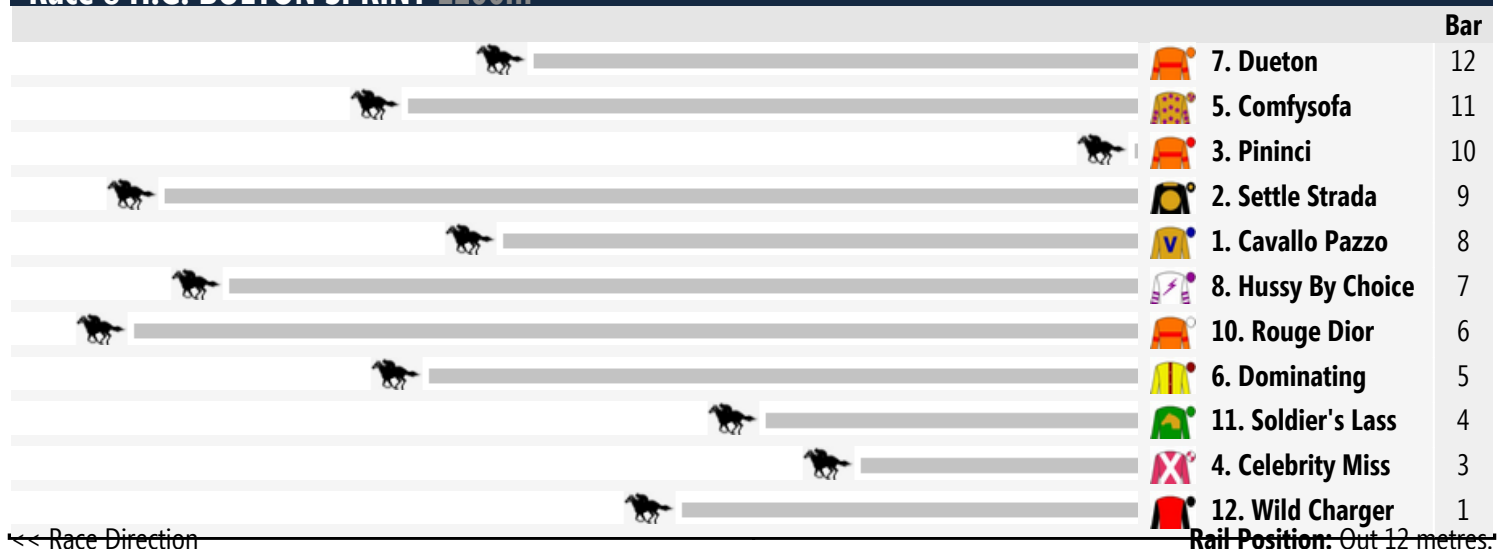 Bar
7. Dueton 12
5. Comfysofa 11
3. Pininci 10
2. Settle Strada 9
V 1. Cavallo Pazzo 8
8. Hussy By Choice 7
10. Rouge Dior 6
6. Dominating 5
11. Soldier's Lass 4
4. Celebrity Miss 3
12. Wild Charger 1
<< Race Direction Rail Position: Out 12 metres.